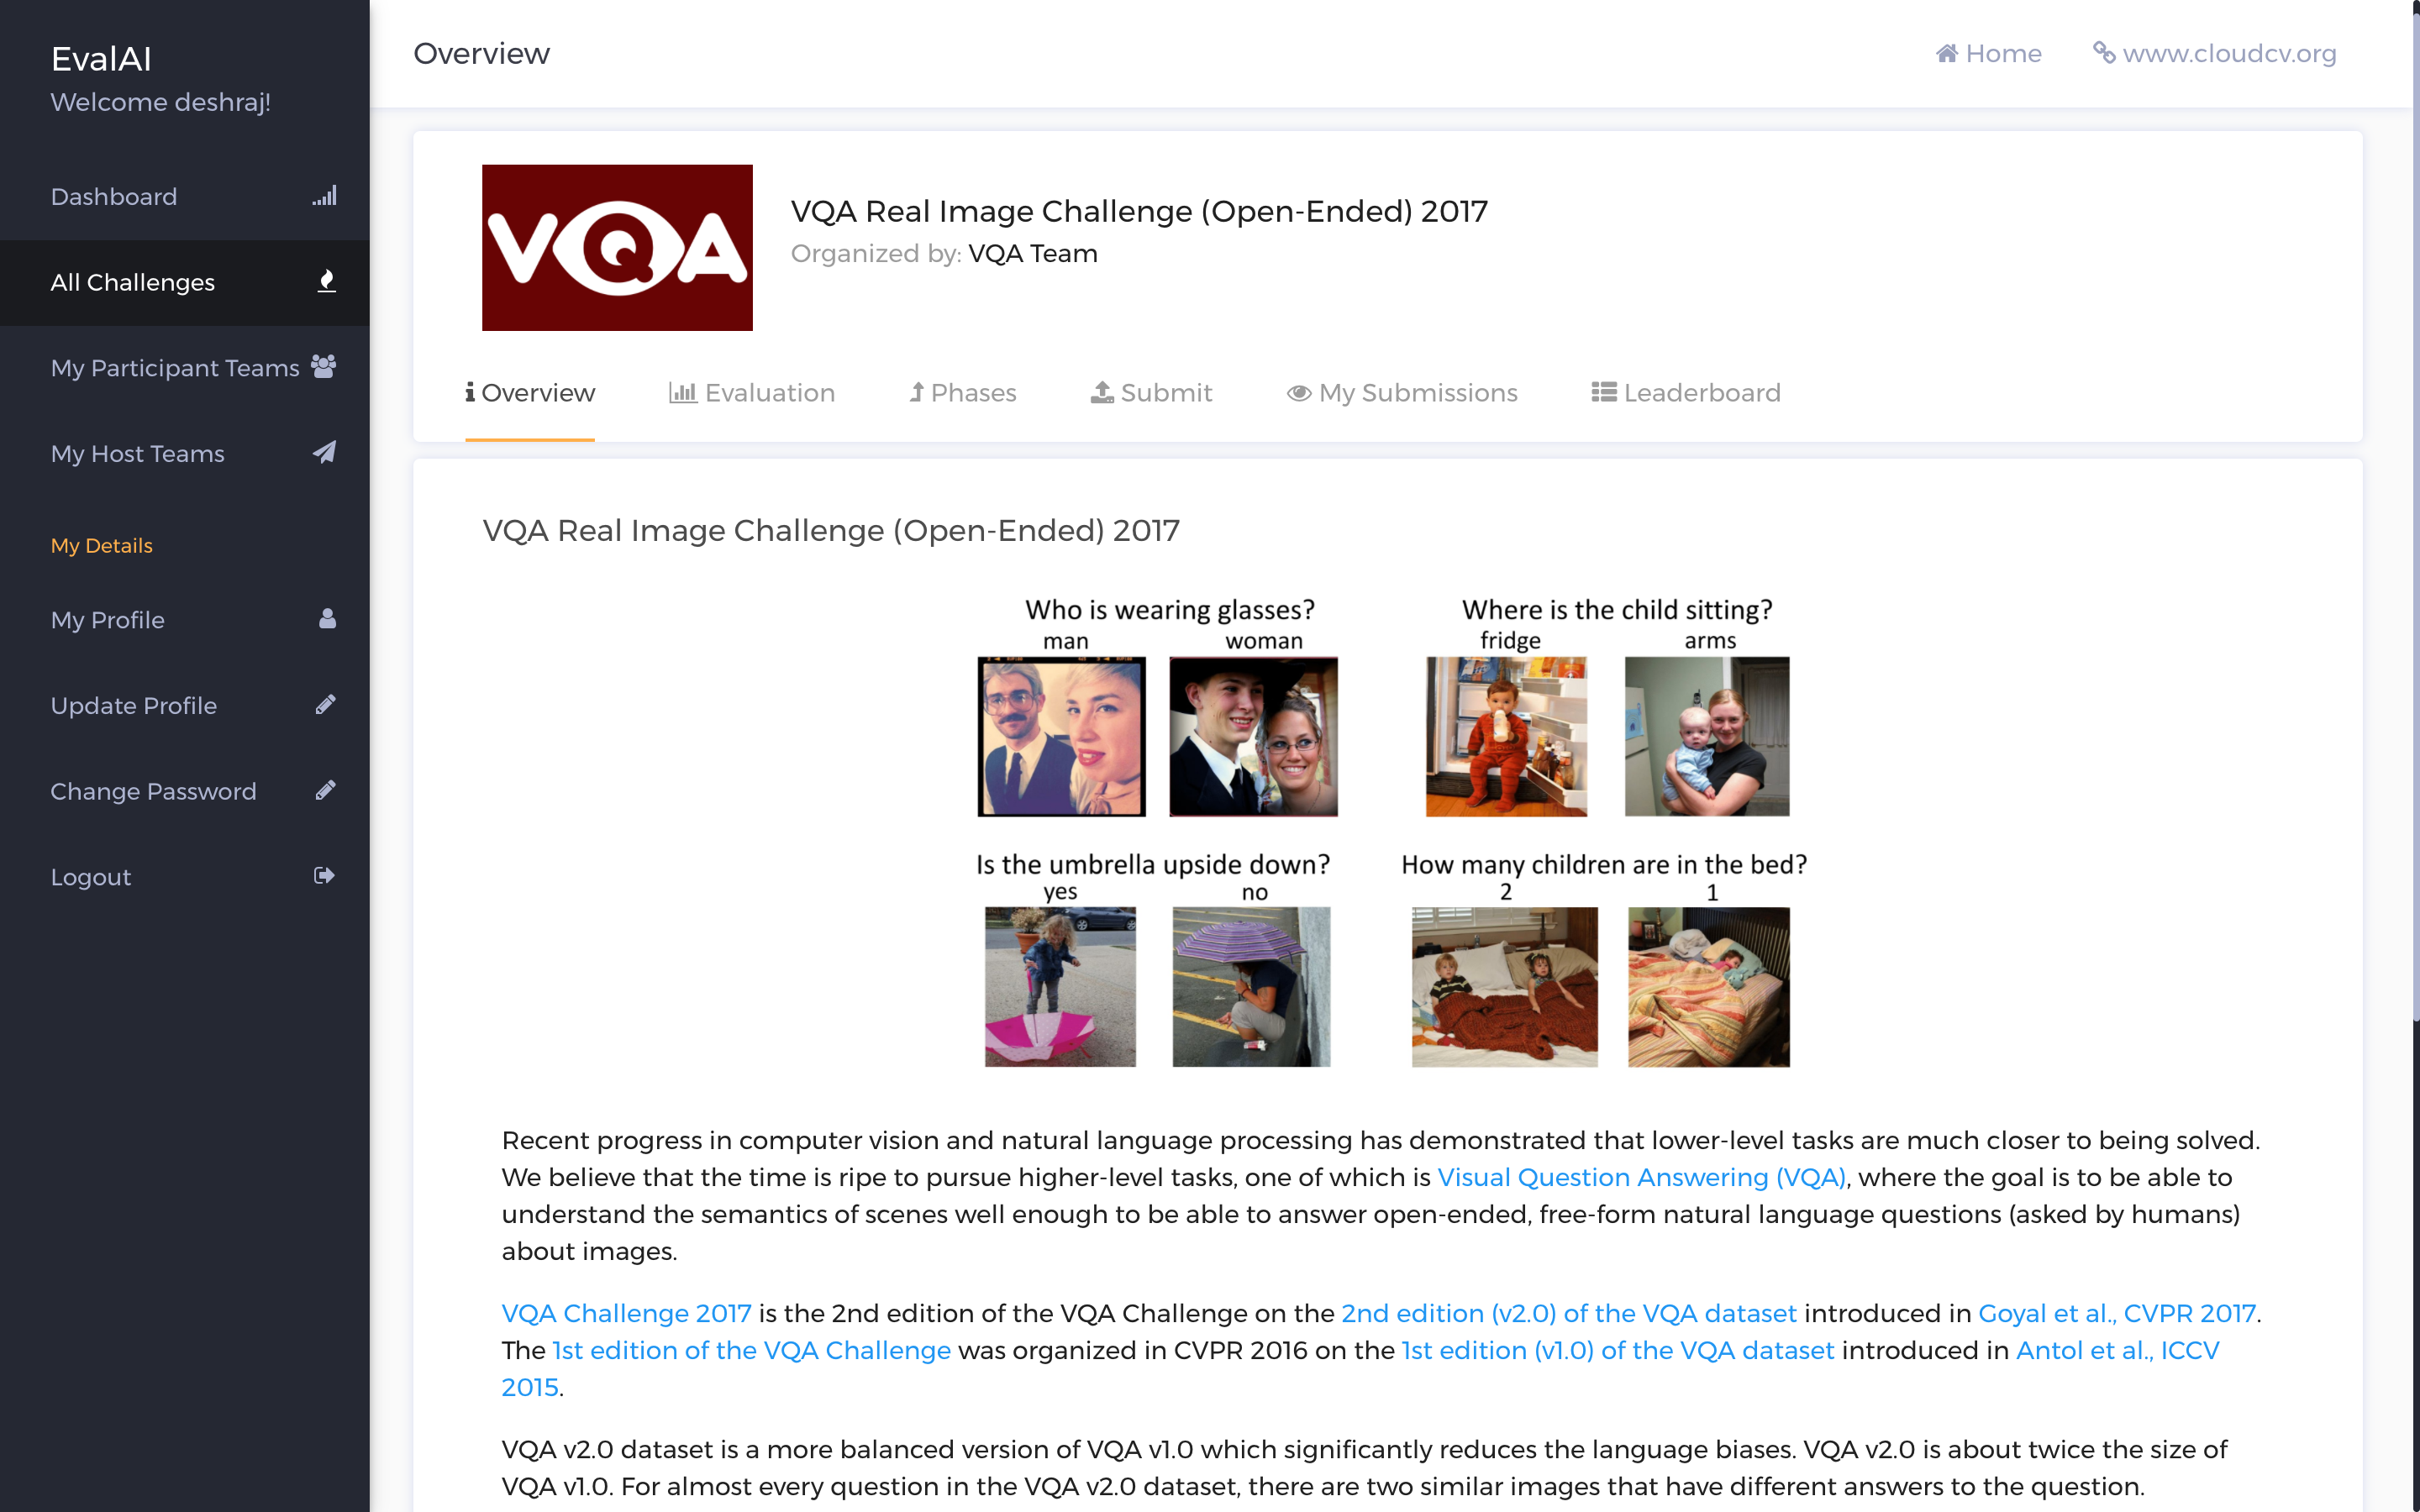 EvalAI
Welcome deshraj!
Dashboard
All Challenges
My Participant Teams
My Host Teams
My Details
My Profile
Update Profile
Change Password
Logout
Overview
Home
www.cloudcv.org
VQA
VQA Real Image Challenge (Open-Ended) 2017
Organized by: VQA Team
Overview
Evaluation
Phases
Submit
My Submissions
Leaderboard
VQA Real Image Challenge (Open-Ended) 2017
Who is wearing glasses?
man woman
Where is the child sitting?
fridge arms
Is the umbrella upside down?
yes no
How many children are in the bed?
2 1
Recent progress in computer vision and natural language processing has demonstrated that lower-level tasks are much closer to being solved.
We believe that the time is ripe to pursue higher-level tasks, one of which is Visual Question Answering (VQA), where the goal is to be able to
understand the semantics of scenes well enough to be able to answer open-ended, free-form natural language questions (asked by humans)
about images.
VQA Challenge 2017 is the 2nd edition of the VQA Challenge on the 2nd edition (v2.0) of the VQA dataset introduced in Goyal et al., CVPR 2017.
The 1st edition of the VQA Challenge was organized in CVPR 2016 on the 1st edition (v1.0) of the VQA dataset introduced in Antol et al., ICCV
2015.
VQA v2.0 dataset is a more balanced version of VQA v1.0 which significantly reduces the language biases. VQA v2.0 is about twice the size of
VQA v1.0. For almost every question in the VQA v2.0 dataset, there are two similar images that have different answers to the question.